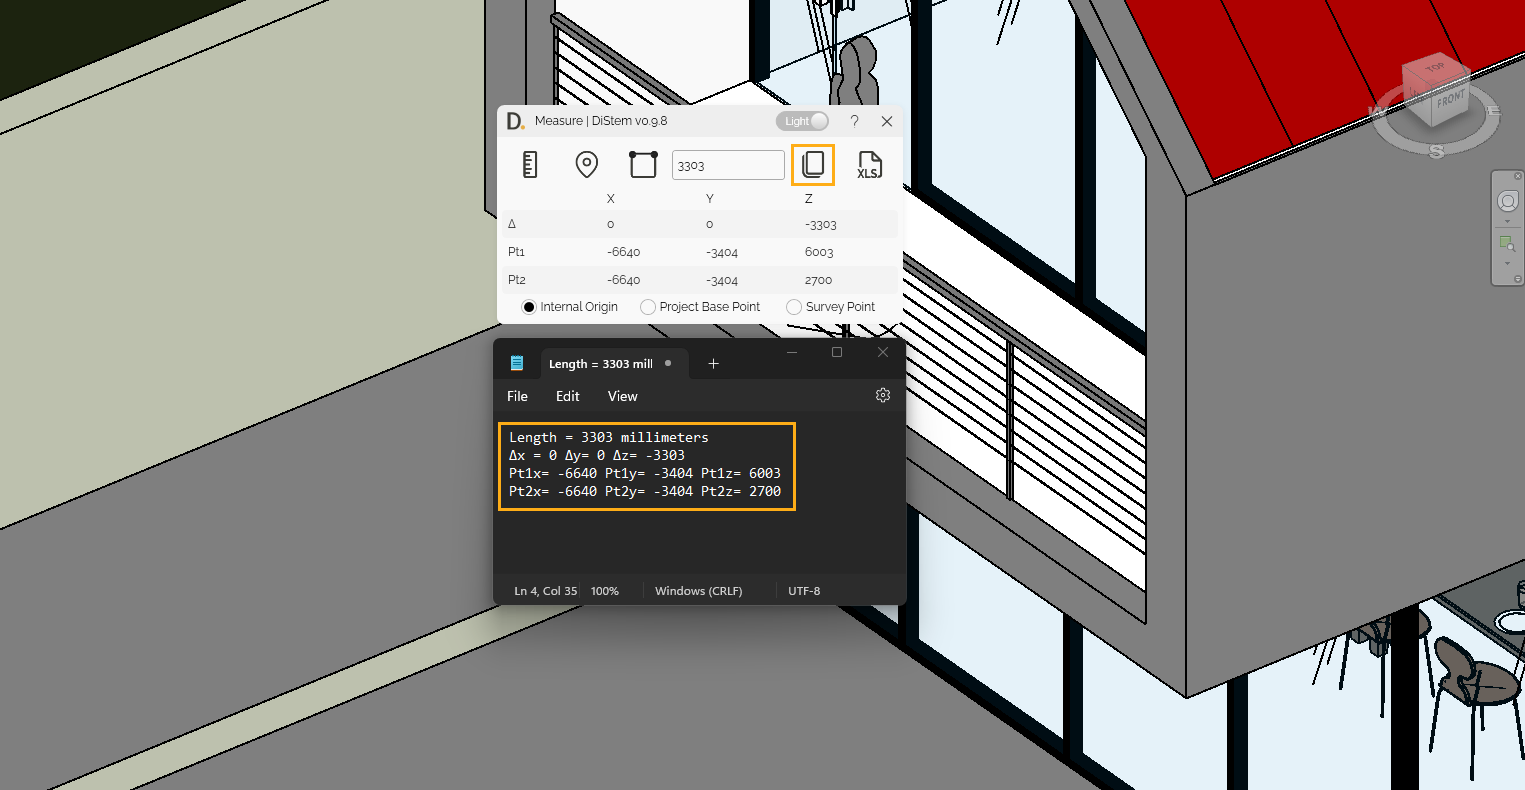 D. Measure | DiStem v0.9.8 Light ?
3303 XLS
X Y Z
Δ 0 0 -3303
Pt1 -6640 -3404 6003
Pt2 -6640 -3404 2700
Internal Origin Project Base Point Survey Point
Length = 3303 mill
File Edit View
Length = 3303 millimeters
Δx = 0 Δy= 0 Δz= -3303
Pt1x= -6640 Pt1y= -3404 Pt1z= 6003
Pt2x= -6640 Pt2y= -3404 Pt2z= 2700
Ln 4, Col 35 100% Windows (CRLF) UTF-8
TOP
FRONT
W E
S